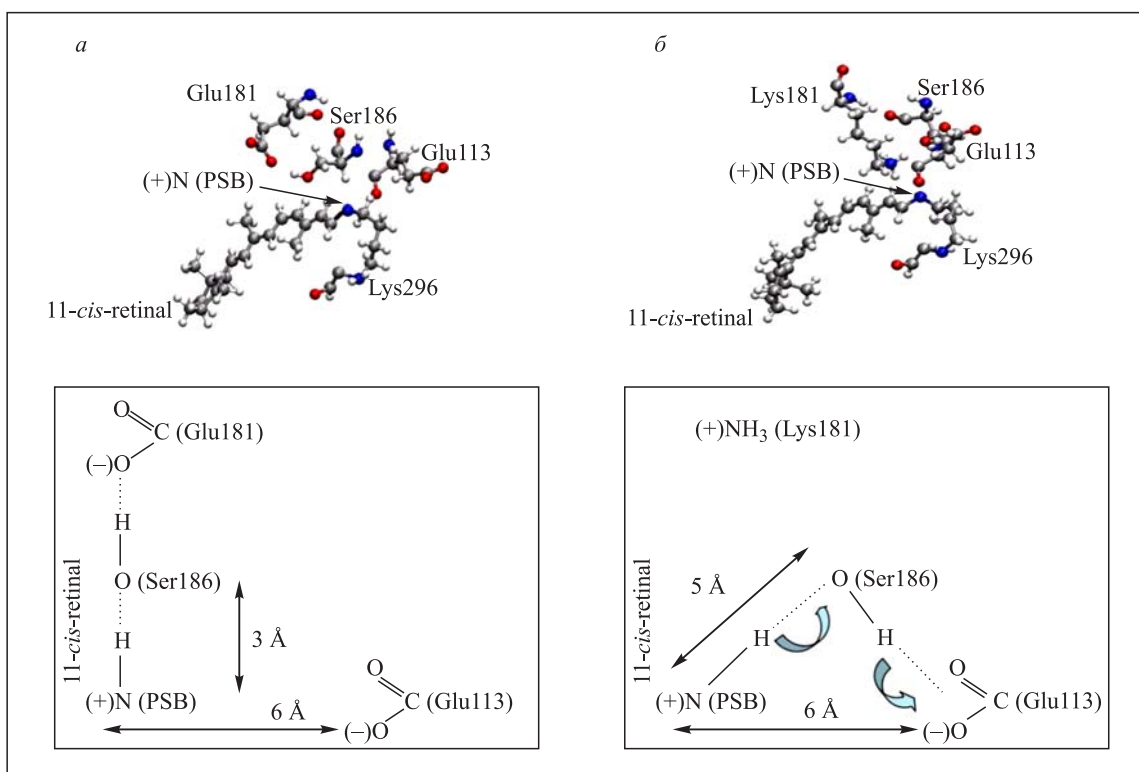 а
Glu181
Ser186
Glu113
(+)N (PSB)
Lys296
11-cis-retinal
б
Lys181
Ser186
Glu113
(+)N (PSB)
Lys296
11-cis-retinal
O
C (Glu181)
(–)O
H
O (Ser186)
H
3 Å
(+)N (PSB)
6 Å
O
C (Glu113)
(–)O
11-cis-retinal
(+)NH₃ (Lys181)
5 Å
O (Ser186)
H
H
O
(+)N (PSB)
6 Å
C (Glu113)
(–)O
11-cis-retinal